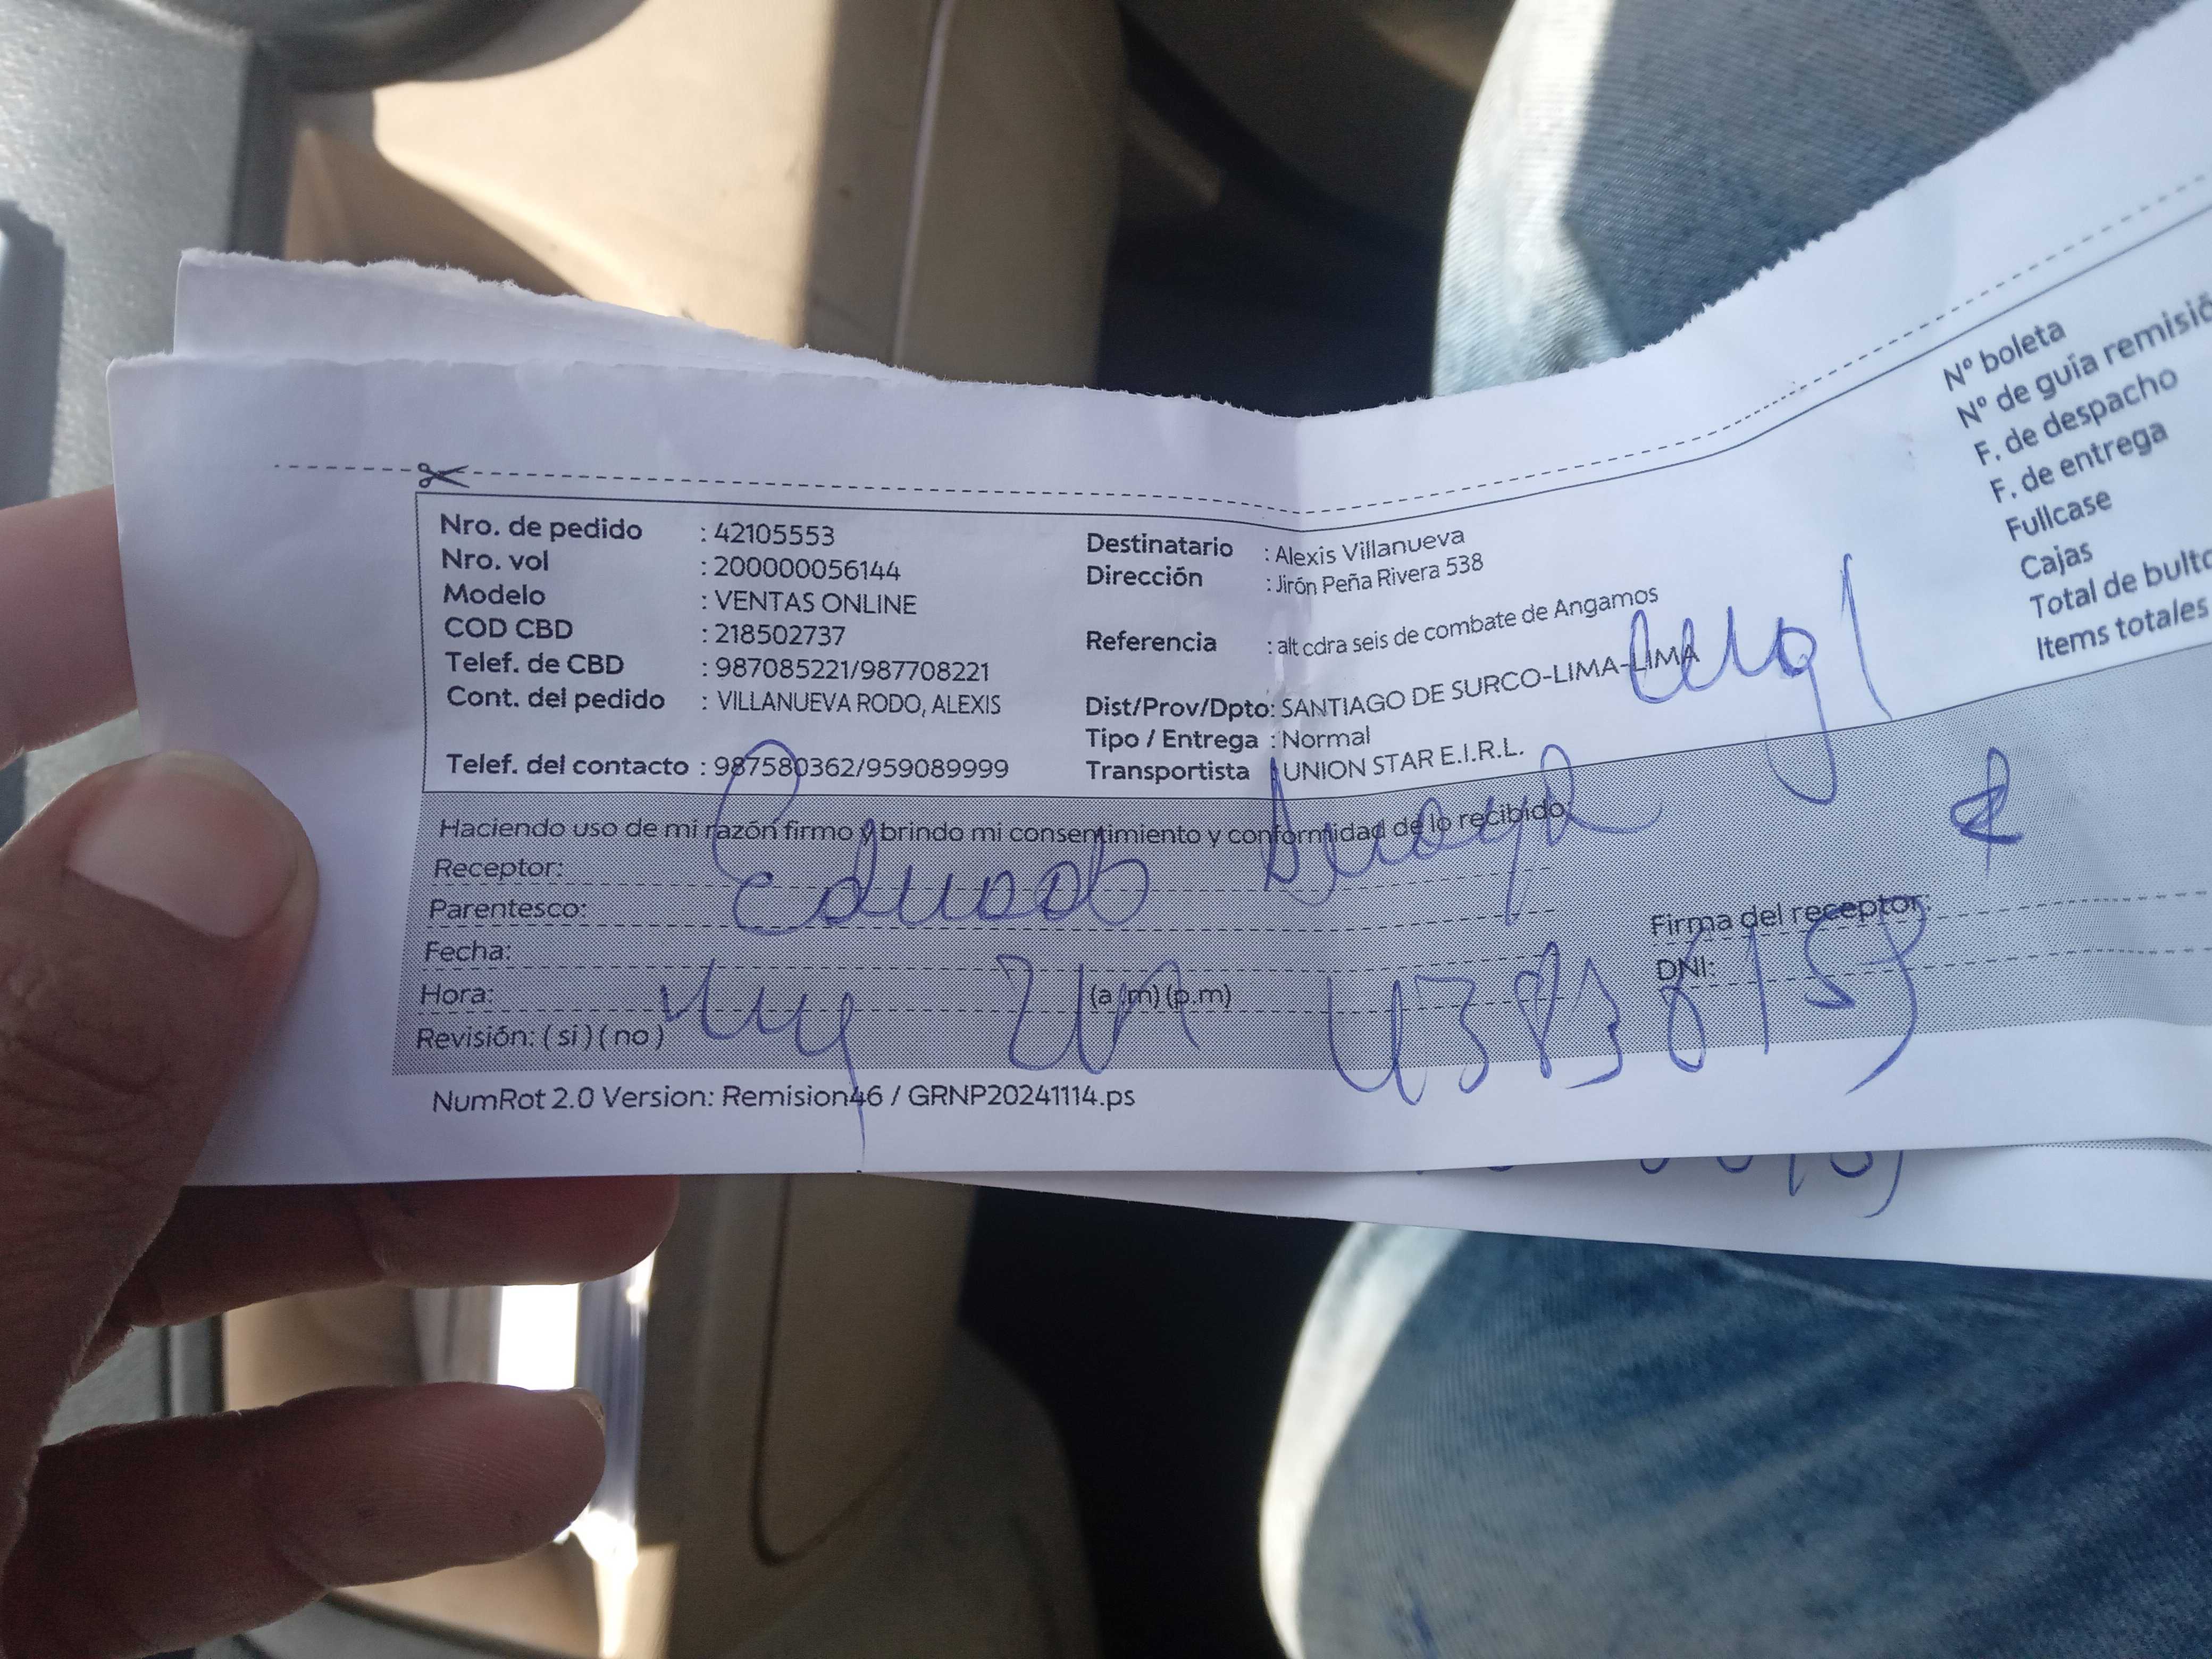 Nro. de pedido : 42105553
Nro. vol : 200000056144
Modelo : VENTAS ONLINE
COD CBD : 218502737
Telef. de CBD : 987085221/987708221
Cont. del pedido : VILLANUEVA RODO, ALEXIS
Telef. del contacto : 987580362/959089999
Destinatario : Alexis Villanueva
Dirección : Jirón Peña Rivera 538
Referencia : alt cdra seis de combate de Angamos
Dist/Prov/Dpto: SANTIAGO DE SURCO-LIMA-LIMA
Tipo / Entrega : Normal
Transportista : UNION STAR E.I.R.L.
N° boleta
N° de guía remisió
F. de despacho
F. de entrega
Fullcase
Cajas
Total de bulto
Items totales
Haciendo uso de mi razón firmo y brindo mi consentimiento y conformidad de lo recibido
Receptor:
Parentesco:
Fecha:
Hora: (a.m) (p.m)
Revisión: ( si ) ( no )
Firma del receptor:
DNI:
NumRot 2.0 Version: Remision46 / GRNP20241114.ps